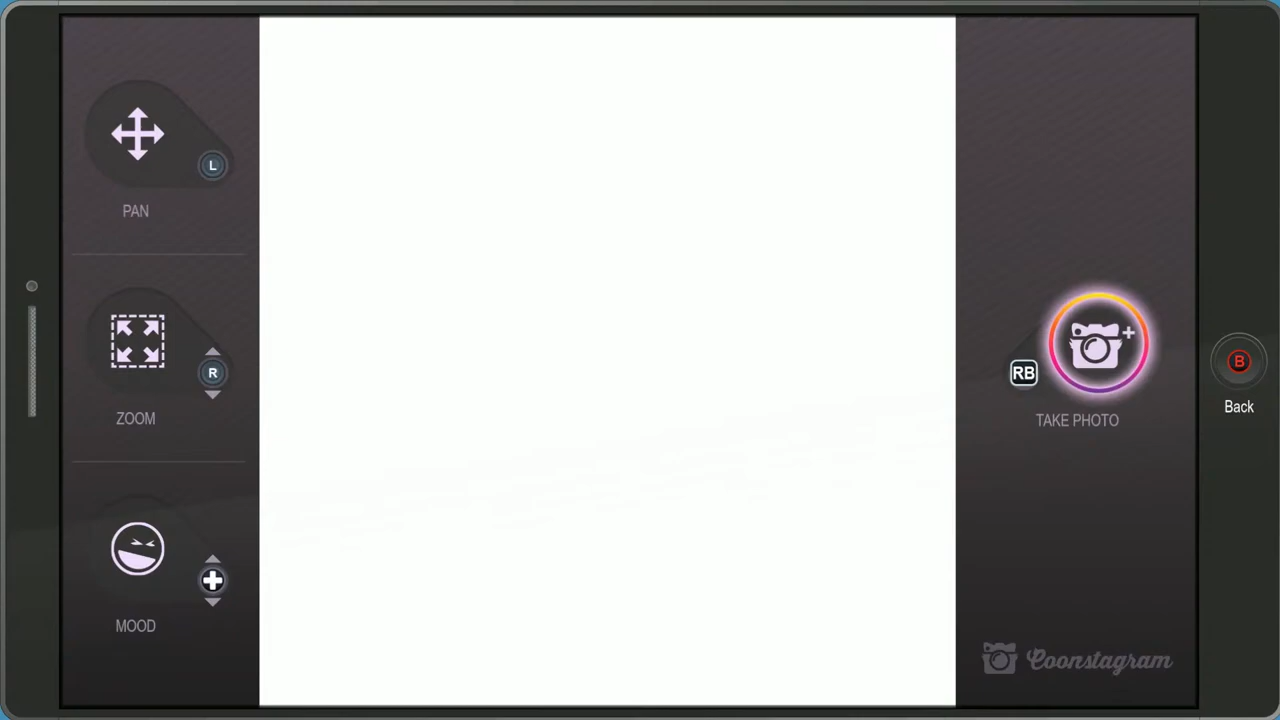 L
PAN
R
ZOOM
MOOD
RB
TAKE PHOTO
B
Back
Coonstagram